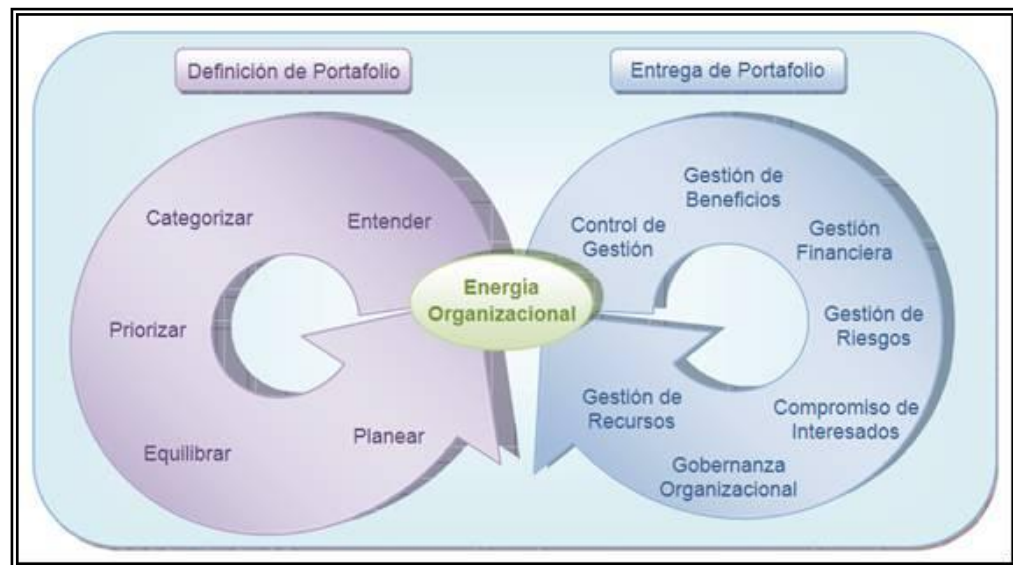 Definición de Portafolio
Entrega de Portafolio
Categorizar
Entender
Priorizar
Equilibrar
Planear
Energia
Organizacional
Control de
Gestión
Gestión de
Beneficios
Gestión
Financiera
Gestión de
Riesgos
Compromiso de
Interesados
Gobernanza
Organizacional
Gestión de
Recursos